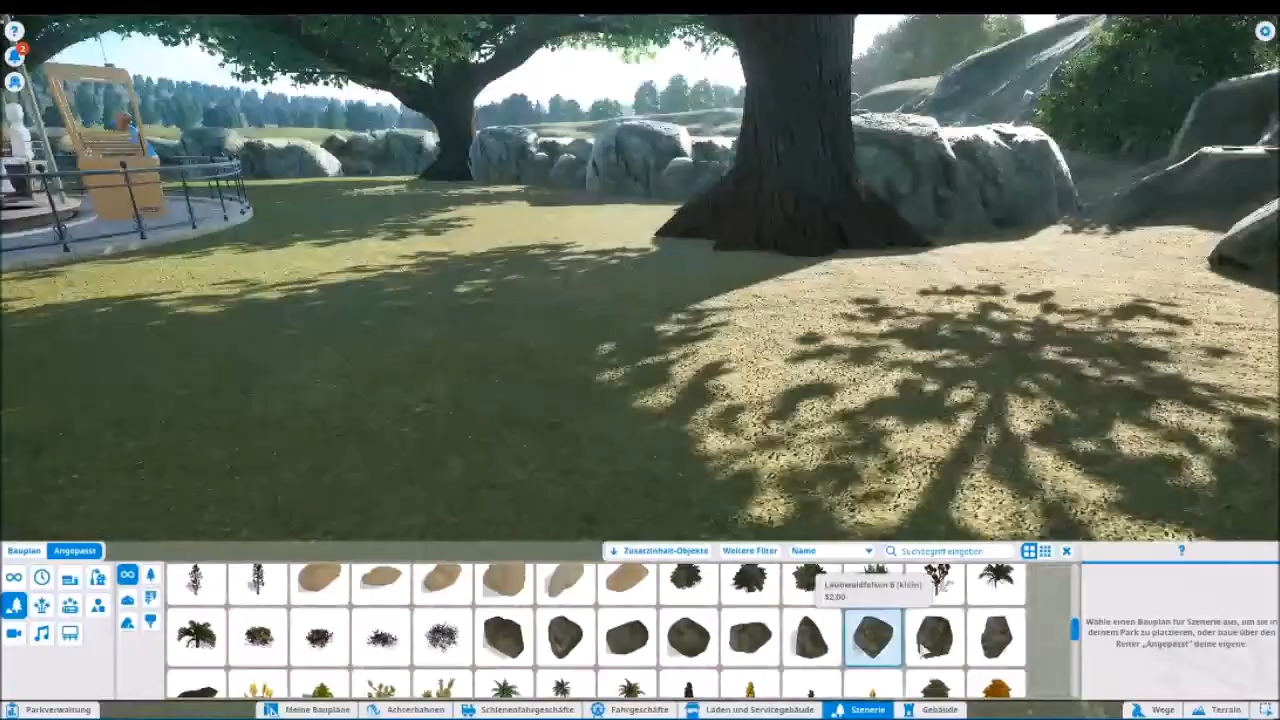 ?
2
Bauplan
Angepasst
Zusatzinhalt-Objekte
Weitere Filter
Name
Suchbegriff eingeben
?
Laubwaldfelsen 6 (klein)
$2,00
Wähle einen Bauplan für Szenerie aus, um sie in
deinem Park zu platzieren, oder baue über den
Reiter „Angepasst" deine eigene.
Parkverwaltung
Meine Baupläne
Achterbahnen
Schienenfahrgeschäfte
Fahrgeschäfte
Läden und Servicegebäude
Szenerie
Gebäude
Wege
Terrain